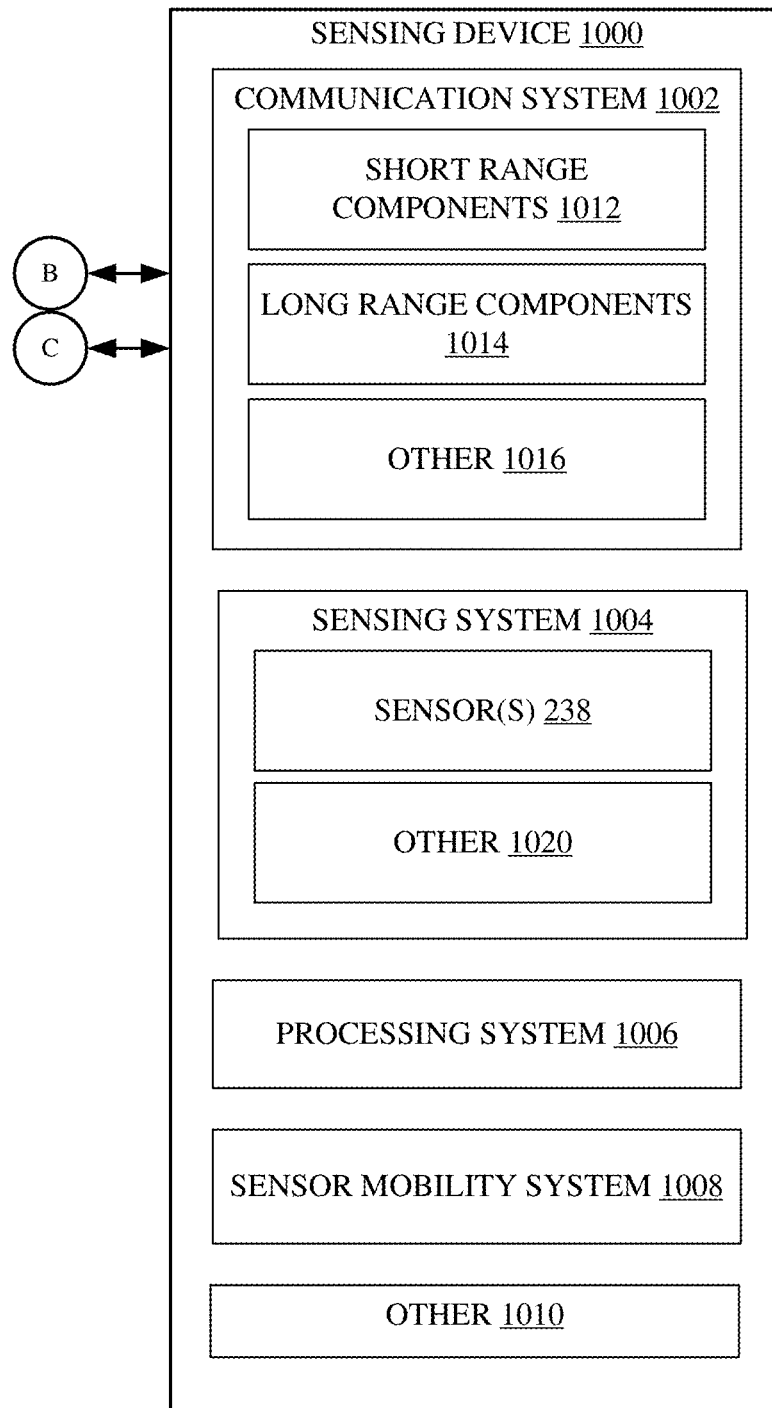 SENSING DEVICE 1000
COMMUNICATION SYSTEM 1002
SHORT RANGE
COMPONENTS 1012
B
LONG RANGE COMPONENTS
1014
C
OTHER 1016
SENSING SYSTEM 1004
SENSOR(S) 238
OTHER 1020
PROCESSING SYSTEM 1006
SENSOR MOBILITY SYSTEM 1008
OTHER 1010